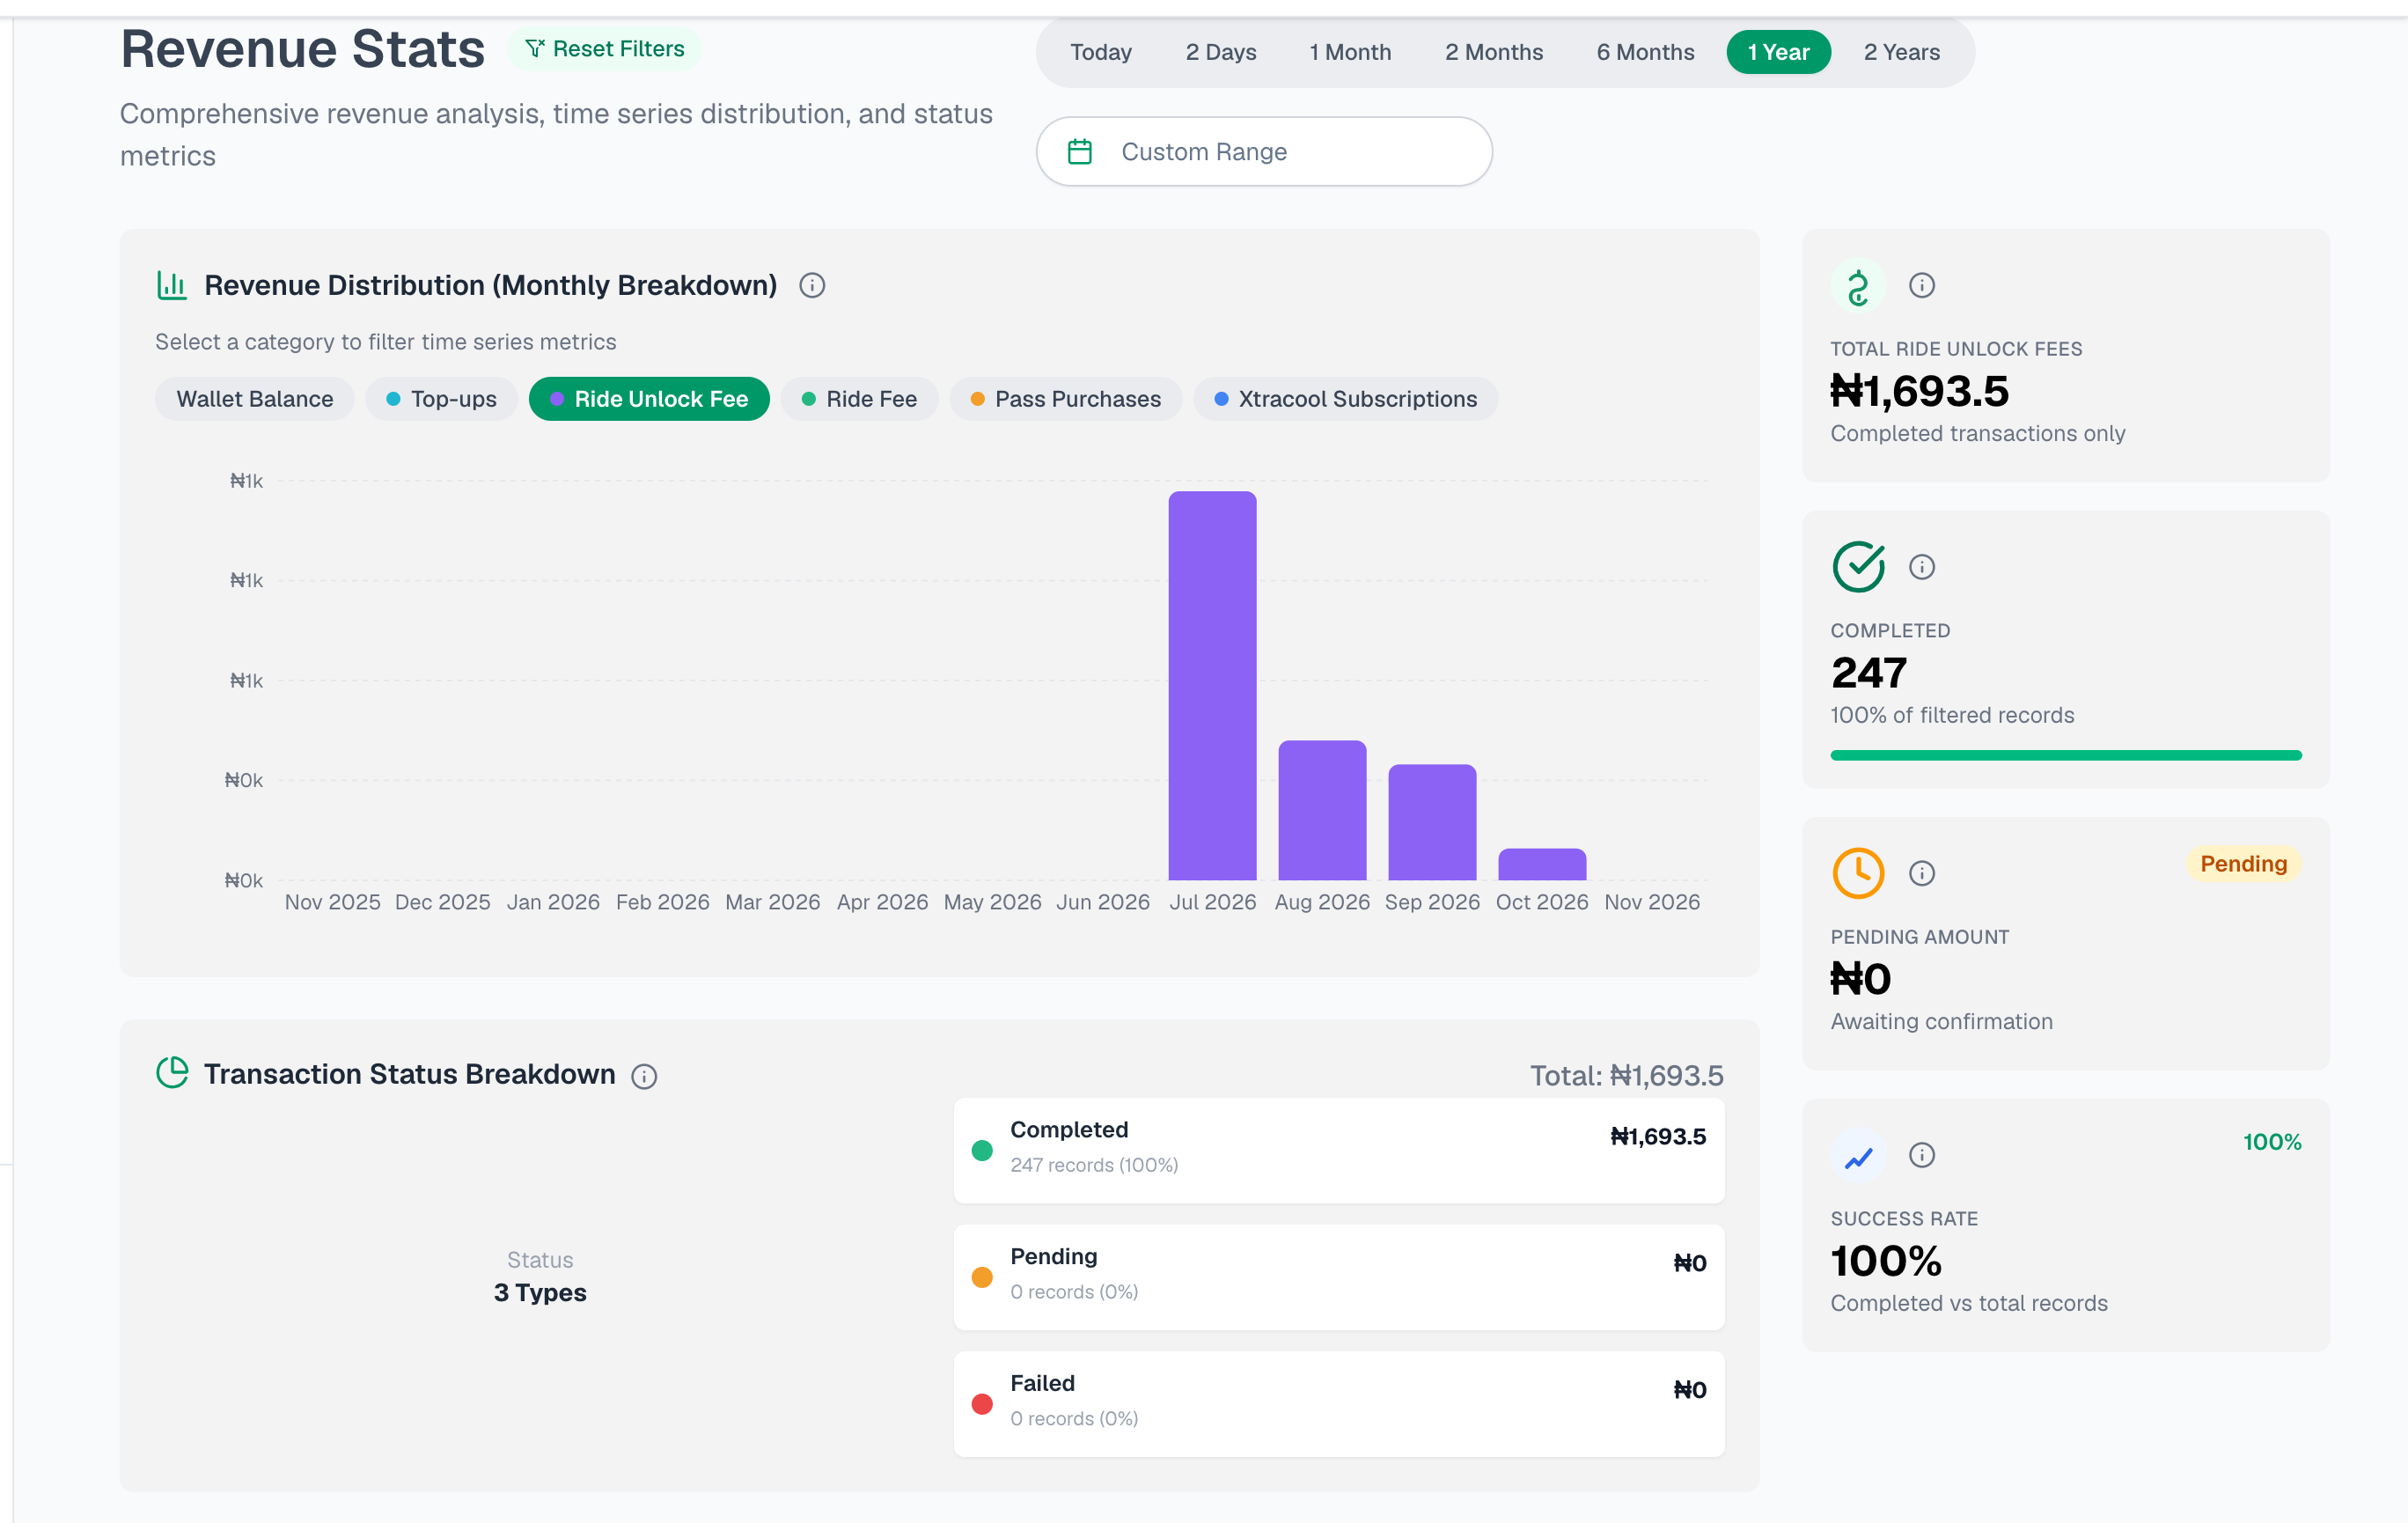 Revenue Stats
Reset Filters
Comprehensive revenue analysis, time series distribution, and status
metrics
Today 2 Days 1 Month 2 Months 6 Months 1 Year 2 Years
Custom Range
Revenue Distribution (Monthly Breakdown)
Select a category to filter time series metrics
Wallet Balance Top-ups Ride Unlock Fee Ride Fee Pass Purchases Xtracool Subscriptions
₦1k
₦1k
₦1k
₦0k
₦0k
Nov 2025 Dec 2025 Jan 2026 Feb 2026 Mar 2026 Apr 2026 May 2026 Jun 2026 Jul 2026 Aug 2026 Sep 2026 Oct 2026 Nov 2026
Transaction Status Breakdown
Total: ₦1,693.5
Status
3 Types
Completed
₦1,693.5
247 records (100%)
Pending
₦0
0 records (0%)
Failed
₦0
0 records (0%)
TOTAL RIDE UNLOCK FEES
₦1,693.5
Completed transactions only
COMPLETED
247
100% of filtered records
Pending
PENDING AMOUNT
₦0
Awaiting confirmation
100%
SUCCESS RATE
100%
Completed vs total records